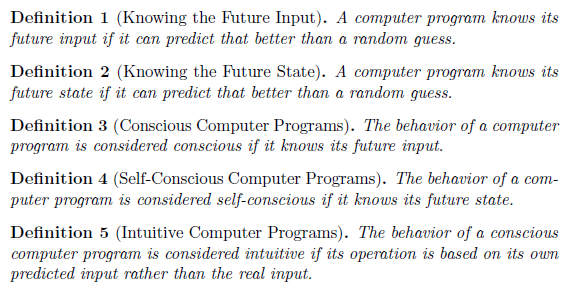 Definition 1 (Knowing the Future Input). A computer program knows its
future input if it can predict that better than a random guess.
Definition 2 (Knowing the Future State). A computer program knows its
future state if it can predict that better than a random guess.
Definition 3 (Conscious Computer Programs). The behavior of a computer
program is considered conscious if it knows its future input.
Definition 4 (Self-Conscious Computer Programs). The behavior of a com-
puter program is considered self-conscious if it knows its future state.
Definition 5 (Intuitive Computer Programs). The behavior of a conscious
computer program is considered intuitive if its operation is based on its own
predicted input rather than the real input.